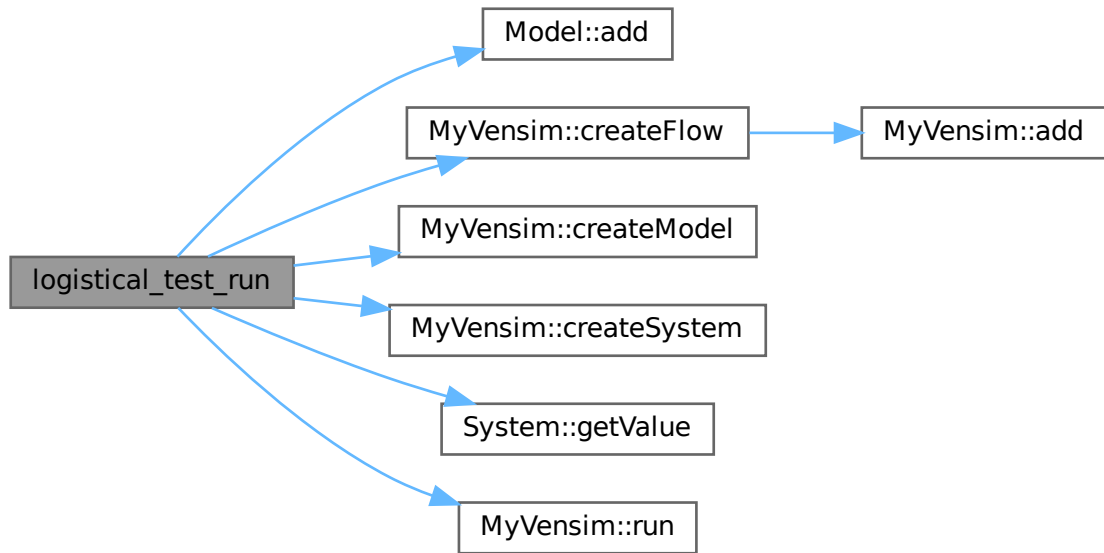 Model::add
MyVensim::createFlow
MyVensim::add
MyVensim::createModel
logistical_test_run
MyVensim::createSystem
System::getValue
MyVensim::run